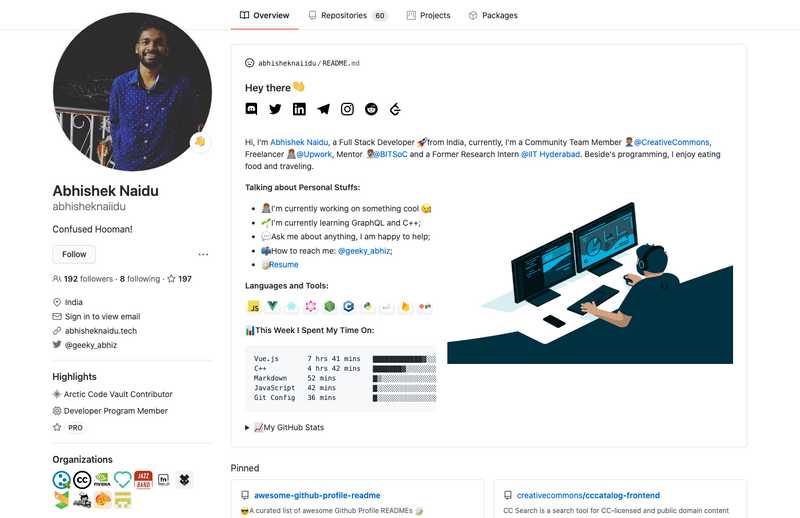 Overview
Repositories 60
Projects
Packages
Abhishek Naidu
abhisheknaiidu
Confused Hooman!
Follow
192 followers · 8 following · 197
India
Sign in to view email
abhisheknaidu.tech
@geeky_abhiz
Highlights
Arctic Code Vault Contributor
Developer Program Member
PRO
Organizations
NVIDIA
JAZZ BAND
abhisheknaiidu/README.md
Hey there 👋
Hi, I'm Abhishek Naidu, a Full Stack Developer 🚀from India, currently, I'm a Community Team Member @CreativeCommons,
Freelancer @Upwork, Mentor @BITSoC and a Former Research Intern @IIT Hyderabad. Beside's programming, I enjoy eating
food and traveling.
Talking about Personal Stuffs:
I'm currently working on something cool 😉
🌱I'm currently learning GraphQL and C++;
💬Ask me about anything, I am happy to help;
📫How to reach me: @geeky_abhiz;
📝Resume
Languages and Tools:
JS
📊This Week I Spent My Time On:
Vue.js 7 hrs 41 mins
C++ 4 hrs 42 mins
Markdown 52 mins
JavaScript 42 mins
Git Config 36 mins
📈My GitHub Stats
Pinned
awesome-github-profile-readme
😎A curated list of awesome Github Profile READMEs 📝
creativecommons/cccatalog-frontend
CC Search is a search tool for CC-licensed and public domain content